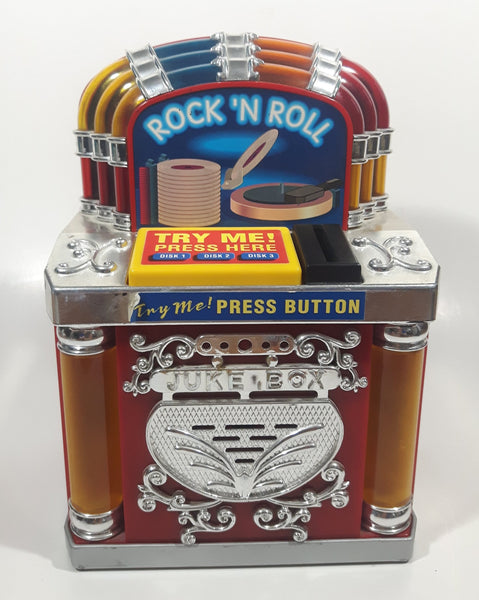 ROCK 'N ROLL
TRY ME!
PRESS HERE
DISK 1 DISK 2 DISK 3
Try Me! PRESS BUTTON
JUKE BOX